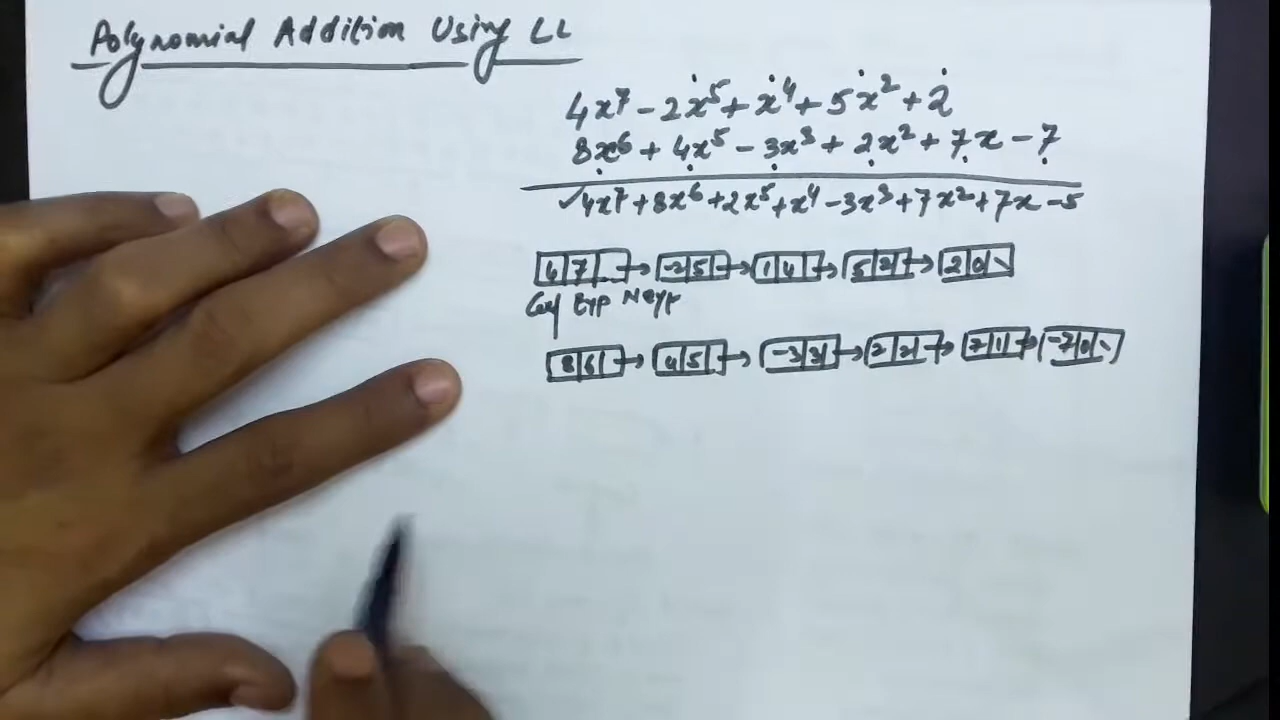 Polynomial Addition Using LL
4x⁷ - 2x⁵ + x⁴ + 5x² + 2
8x⁶ + 4x⁵ - 3x³ + 2x² + 7x - 7
✓4x⁷ + 8x⁶ + 2x⁵ + x⁴ - 3x³ + 7x² + 7x - 5
4|7| → -2|5| → 1|4| → 5|2| → 2|0|\
Coef Exp Next
8|6| → 4|5| → -3|3| → 2|2| → 7|1| → -7|0|\